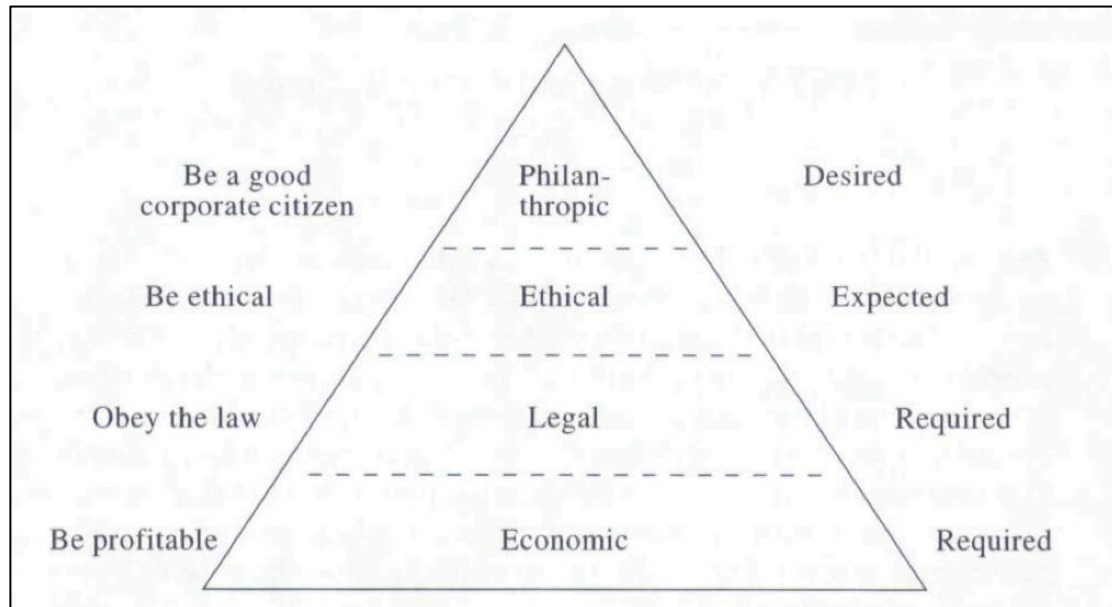 Be a good
corporate citizen
Philan-
thropic
Desired
Be ethical
Ethical
Expected
Obey the law
Legal
Required
Be profitable
Economic
Required